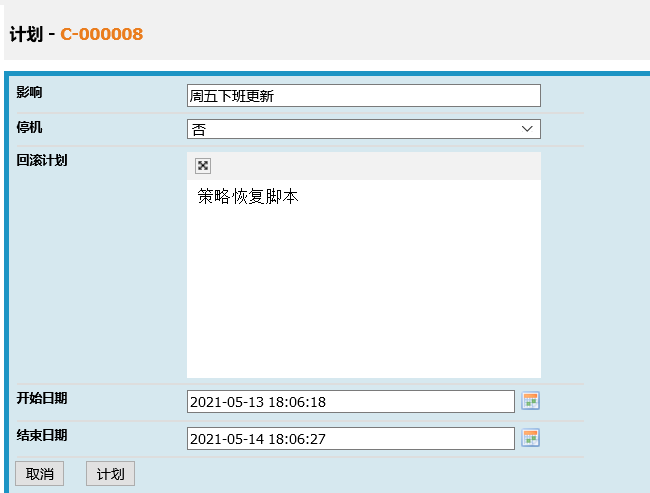 计划 - C-000008
影响 周五下班更新
停机 否
回滚计划
策略恢复脚本
开始日期 2021-05-13 18:06:18
结束日期 2021-05-14 18:06:27
取消 计划